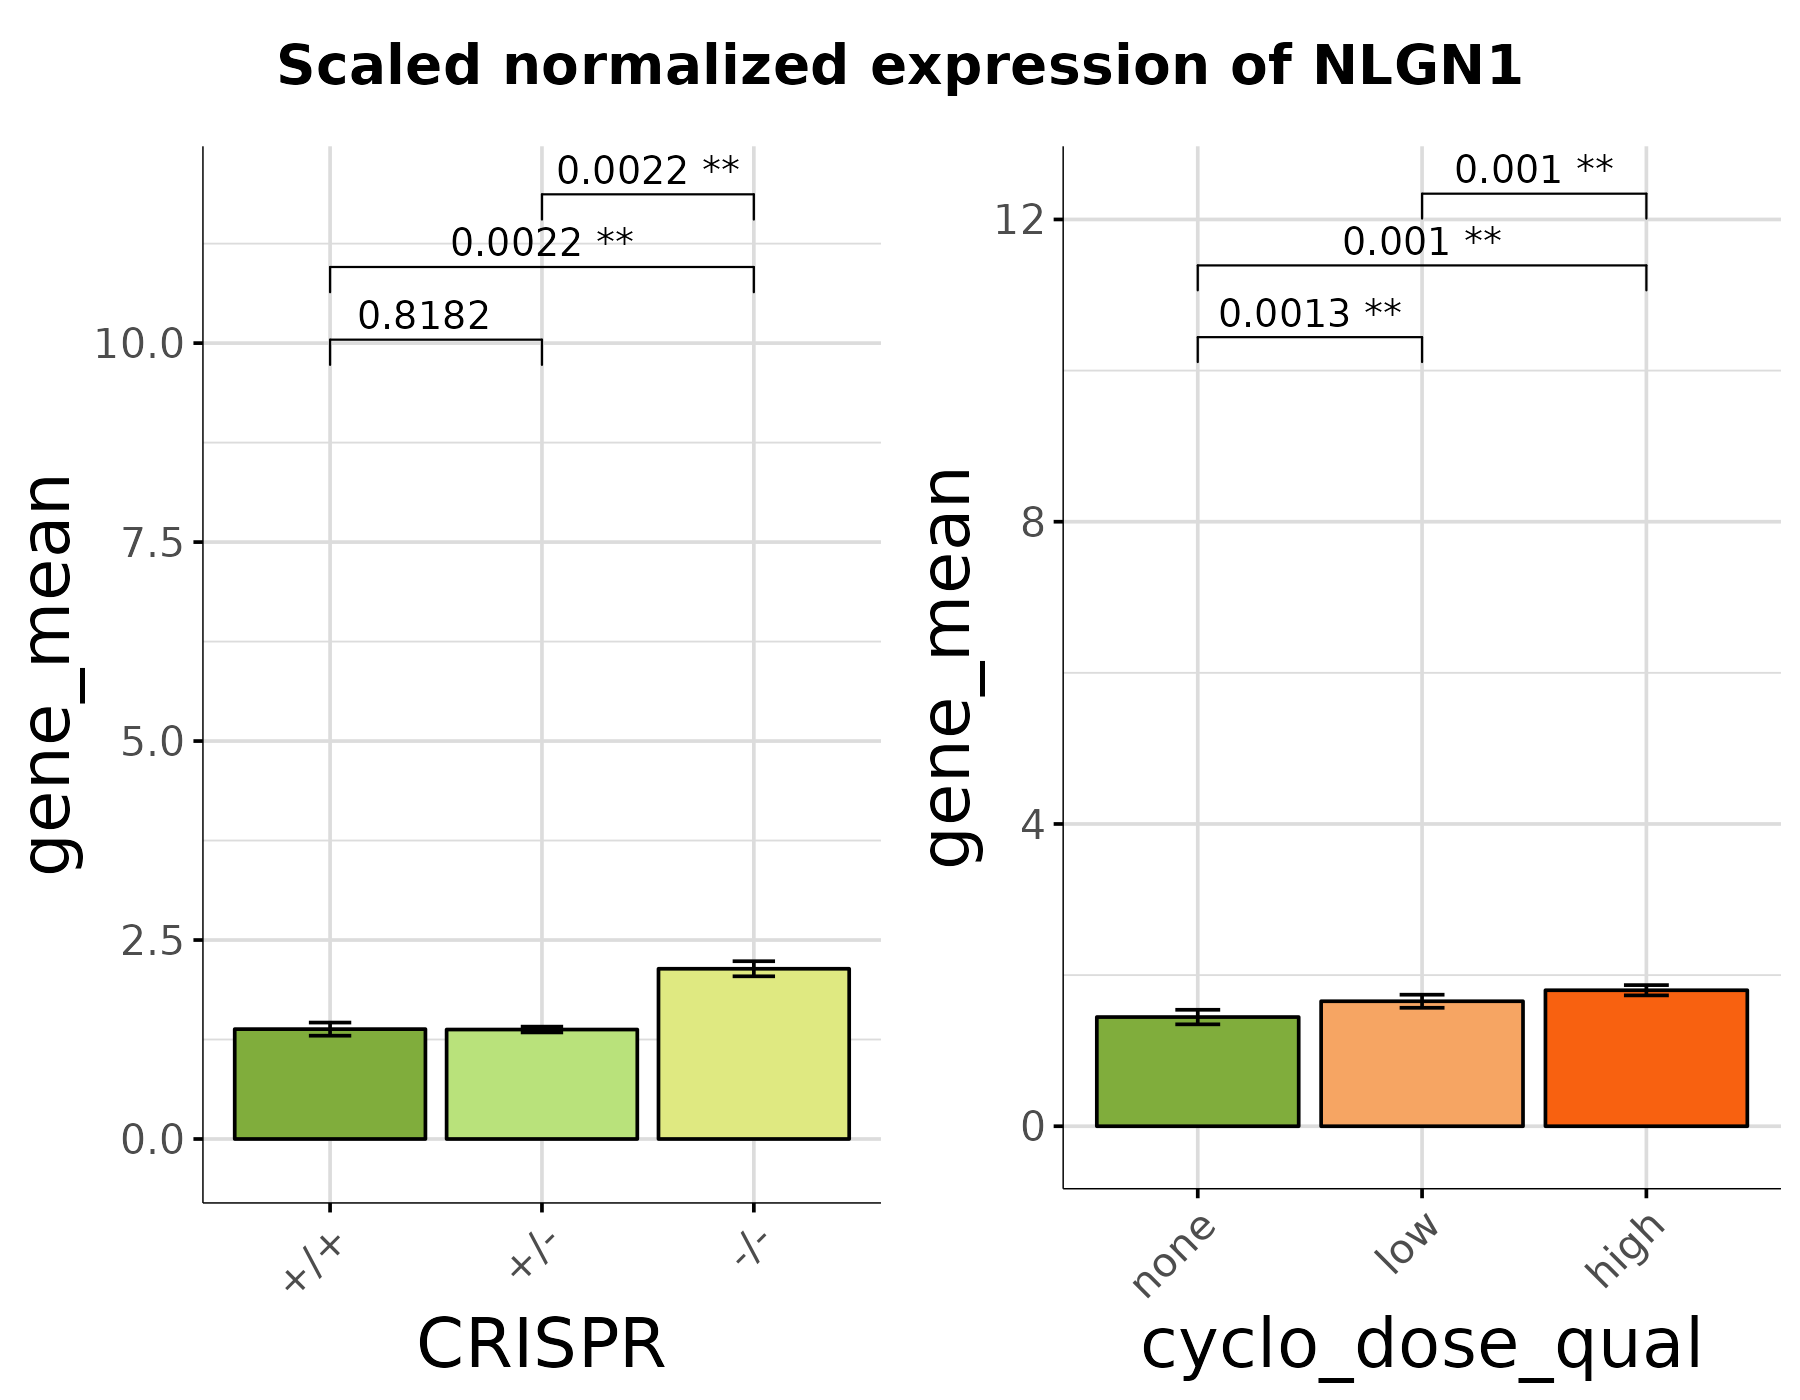 Scaled normalized expression of NLGN1
gene_mean
10.0
7.5
5.0
2.5
0.0
0.0022 **
0.0022 **
0.8182
+/+
+/-
-/-
CRISPR
gene_mean
12
8
4
0
0.001 **
0.001 **
0.0013 **
none
low
high
cyclo_dose_qual